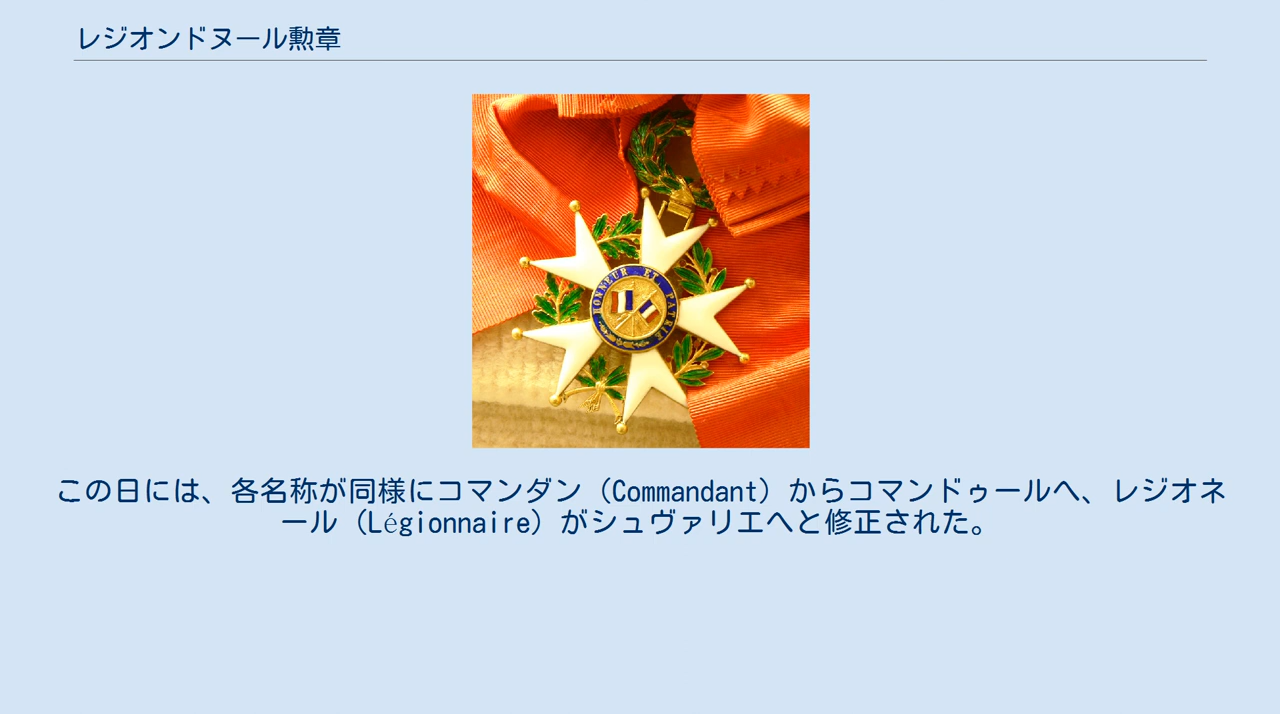 レジオンドヌール勲章
HONNEUR ET PATRIE
この日には、各名称が同様にコマンダン（Commandant）からコマンドゥールへ、レジオネ
ール（Légionnaire）がシュヴァリエへと修正された。